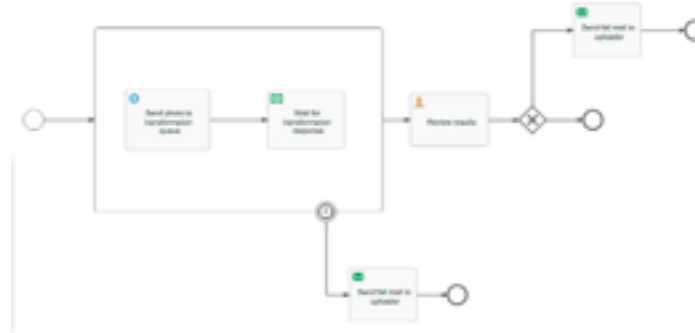 Send fail mail to
uploader
Send photo to
transformation
queue
Wait for
transformation
response
Review results
Send fail mail to
uploader